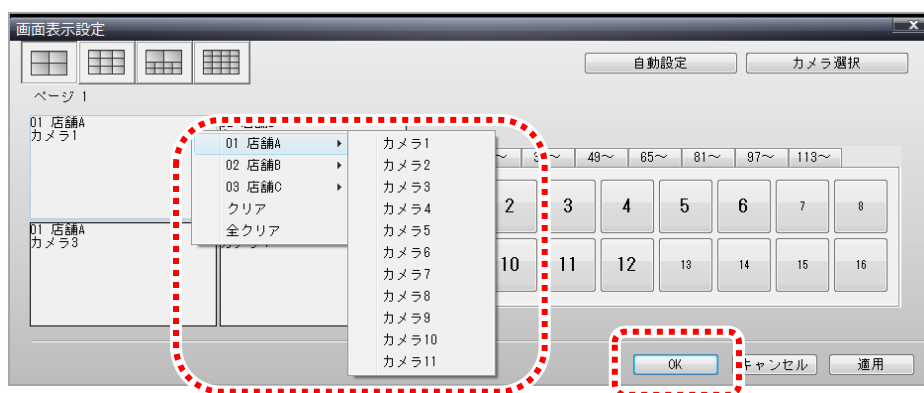 画面表示設定
x
自動設定
カメラ選択
ページ 1
01 店舗A
カメラ1
01 店舗A
カメラ3
01 店舗A
02 店舗B
03 店舗C
クリア
全クリア
カメラ1
カメラ2
カメラ3
カメラ4
カメラ5
カメラ6
カメラ7
カメラ8
カメラ9
カメラ10
カメラ11
49～ 65～ 81～ 97～ 113～
2 3 4 5 6 7 8
10 11 12 13 14 15 16
OK
キャンセル
適用